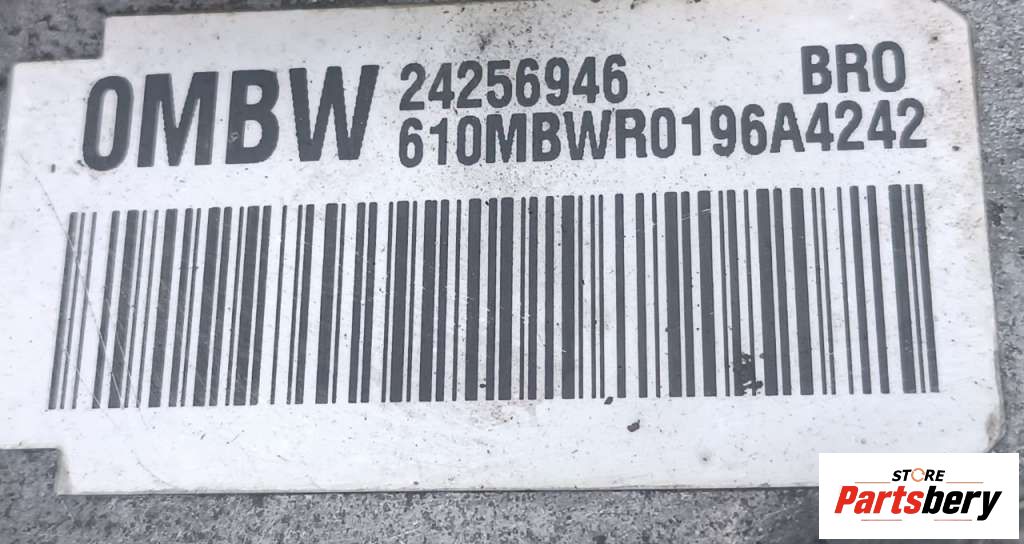 0MBW
24256946 BRO
610MBWR0196A4242
STORE
Partsbery